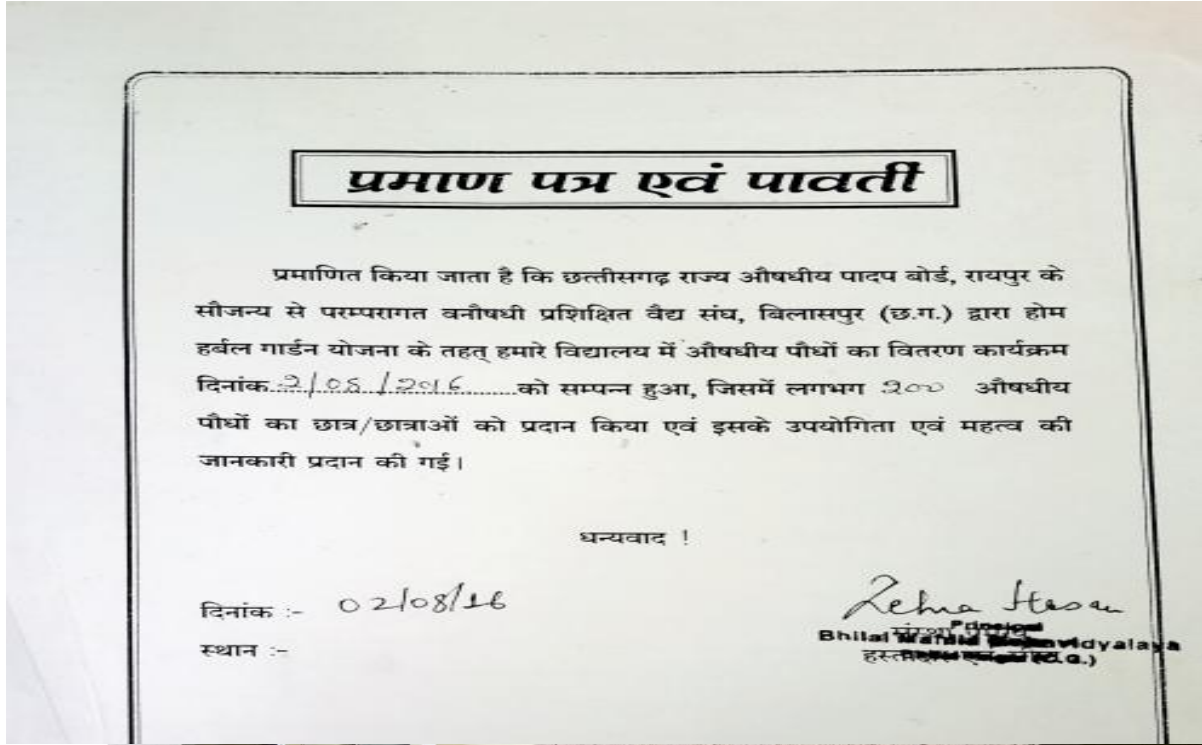 प्रमाण पत्र एवं पावती
प्रमाणित किया जाता है कि छत्तीसगढ़ राज्य औषधीय पादप बोर्ड, रायपुर के
सौजन्य से परम्परागत वनौषधी प्रशिक्षित वैद्य संघ, बिलासपुर (छ.ग.) द्वारा होम
हर्बल गार्डन योजना के तहत् हमारे विद्यालय में औषधीय पौधों का वितरण कार्यक्रम
दिनांक 2/08/2016 को सम्पन्न हुआ, जिसमें लगभग 200 औषधीय
पौधों का छात्र/छात्राओं को प्रदान किया एवं इसके उपयोगिता एवं महत्व की
जानकारी प्रदान की गई।
धन्यवाद !
दिनांक :- 02/08/16
Zehra Hasan
Principal
Bhilai
स्थान :-